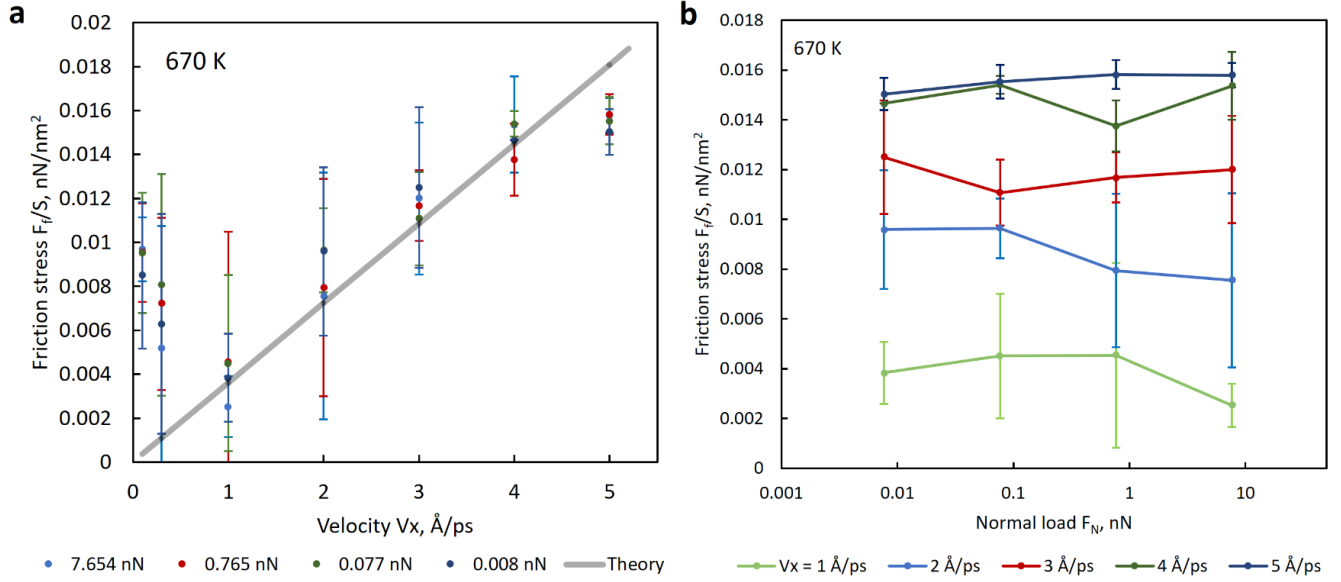 a
670 K
Friction stress Ff/S, nN/nm2
0.02
0.018
0.016
0.014
0.012
0.01
0.008
0.006
0.004
0.002
0
0 1 2 3 4 5
Velocity Vx, Å/ps
7.654 nN 0.765 nN 0.077 nN 0.008 nN Theory
b
670 K
Friction stress Ff/S, nN/nm2
0.018
0.016
0.014
0.012
0.01
0.008
0.006
0.004
0.002
0
0.001 0.01 0.1 1 10
Normal load FN, nN
Vx = 1 Å/ps 2 Å/ps 3 Å/ps 4 Å/ps 5 Å/ps